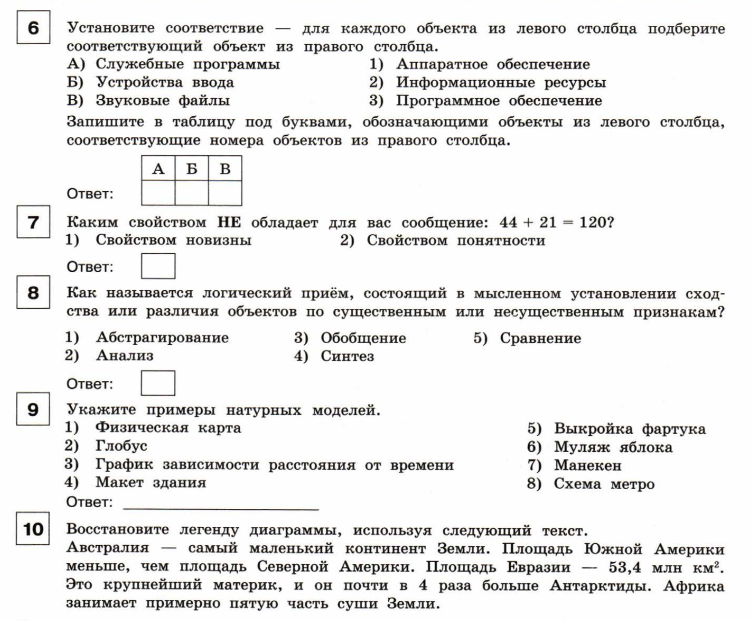 6 Установите соответствие — для каждого объекта из левого столбца подберите
соответствующий объект из правого столбца.
А) Служебные программы 1) Аппаратное обеспечение
Б) Устройства ввода 2) Информационные ресурсы
В) Звуковые файлы 3) Программное обеспечение
Запишите в таблицу под буквами, обозначающими объекты из левого столбца,
соответствующие номера объектов из правого столбца.
А Б В
Ответ:
7 Каким свойством НЕ обладает для вас сообщение: 44 + 21 = 120?
1) Свойством новизны 2) Свойством понятности
Ответ:
8 Как называется логический приём, состоящий в мысленном установлении сход-
ства или различия объектов по существенным или несущественным признакам?
1) Абстрагирование 3) Обобщение 5) Сравнение
2) Анализ 4) Синтез
Ответ:
9 Укажите примеры натурных моделей.
1) Физическая карта 5) Выкройка фартука
2) Глобус 6) Муляж яблока
3) График зависимости расстояния от времени 7) Манекен
4) Макет здания 8) Схема метро
Ответ:
10 Восстановите легенду диаграммы, используя следующий текст.
Австралия — самый маленький континент Земли. Площадь Южной Америки
меньше, чем площадь Северной Америки. Площадь Евразии — 53,4 млн км².
Это крупнейший материк, и он почти в 4 раза больше Антарктиды. Африка
занимает примерно пятую часть суши Земли.